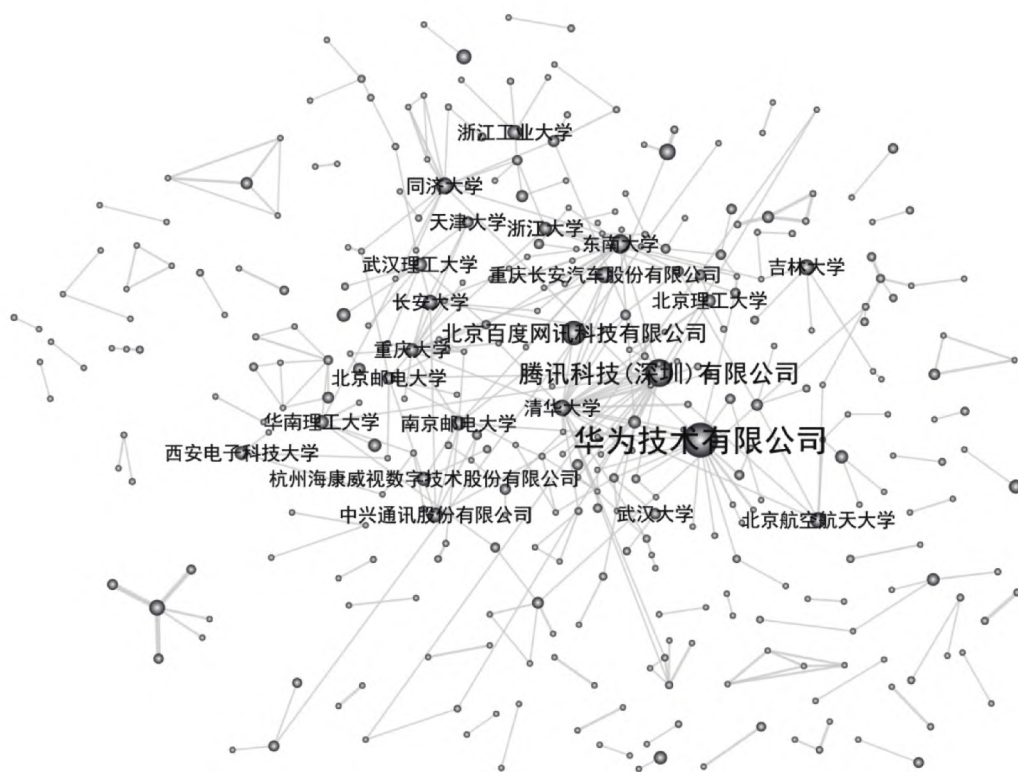 浙江工业大学
同济大学
天津大学
浙江大学
东南大学
武汉理工大学
重庆长安汽车股份有限公司
吉林大学
长安大学
北京理工大学
北京百度网讯科技有限公司
重庆大学
腾讯科技(深圳)有限公司
北京邮电大学
清华大学
华南理工大学
南京邮电大学
华为技术有限公司
西安电子科技大学
杭州海康威视数字技术股份有限公司
中兴通讯股份有限公司
武汉大学
北京航空航天大学